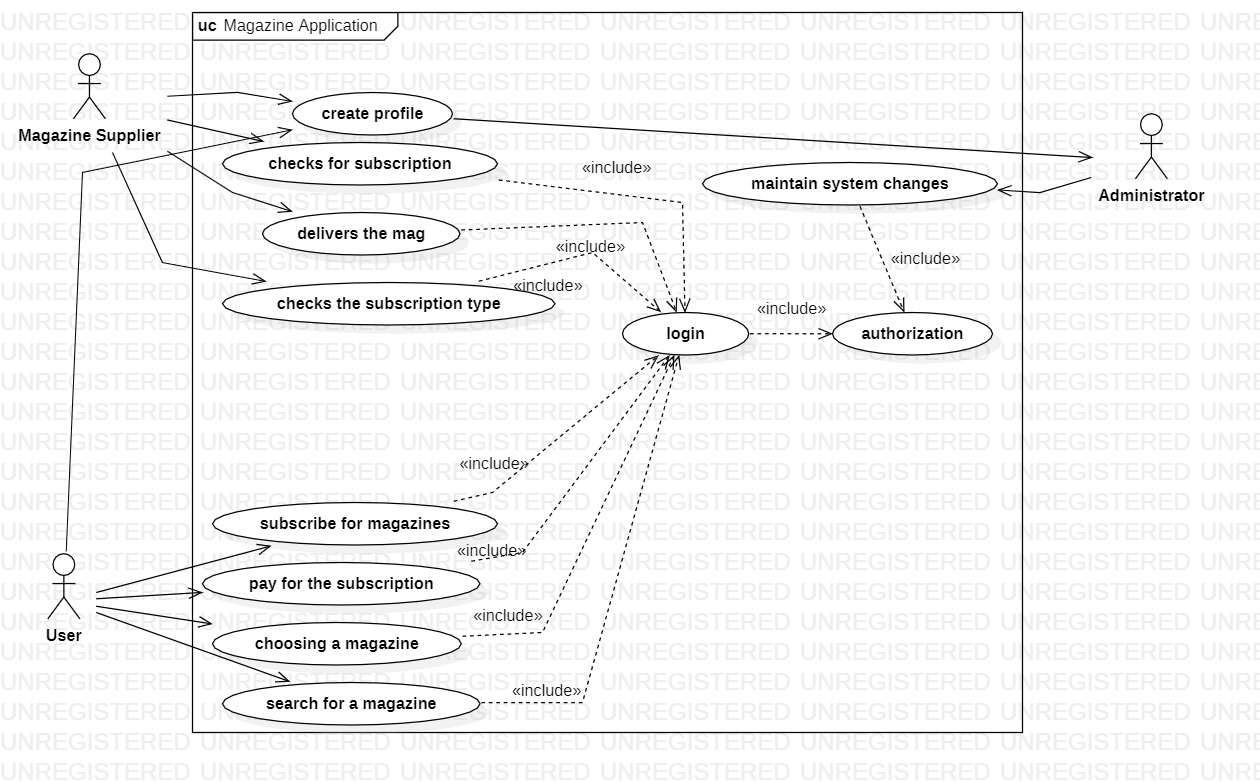 uc Magazine Application
Magazine Supplier
create profile
checks for subscription
«include»
maintain system changes
Administrator
delivers the mag
«include»
«include»
checks the subscription type
«include»
«include»
login
authorization
«include»
subscribe for magazines
«include»
pay for the subscription
User
«include»
choosing a magazine
«include»
search for a magazine
UNREGISTERED